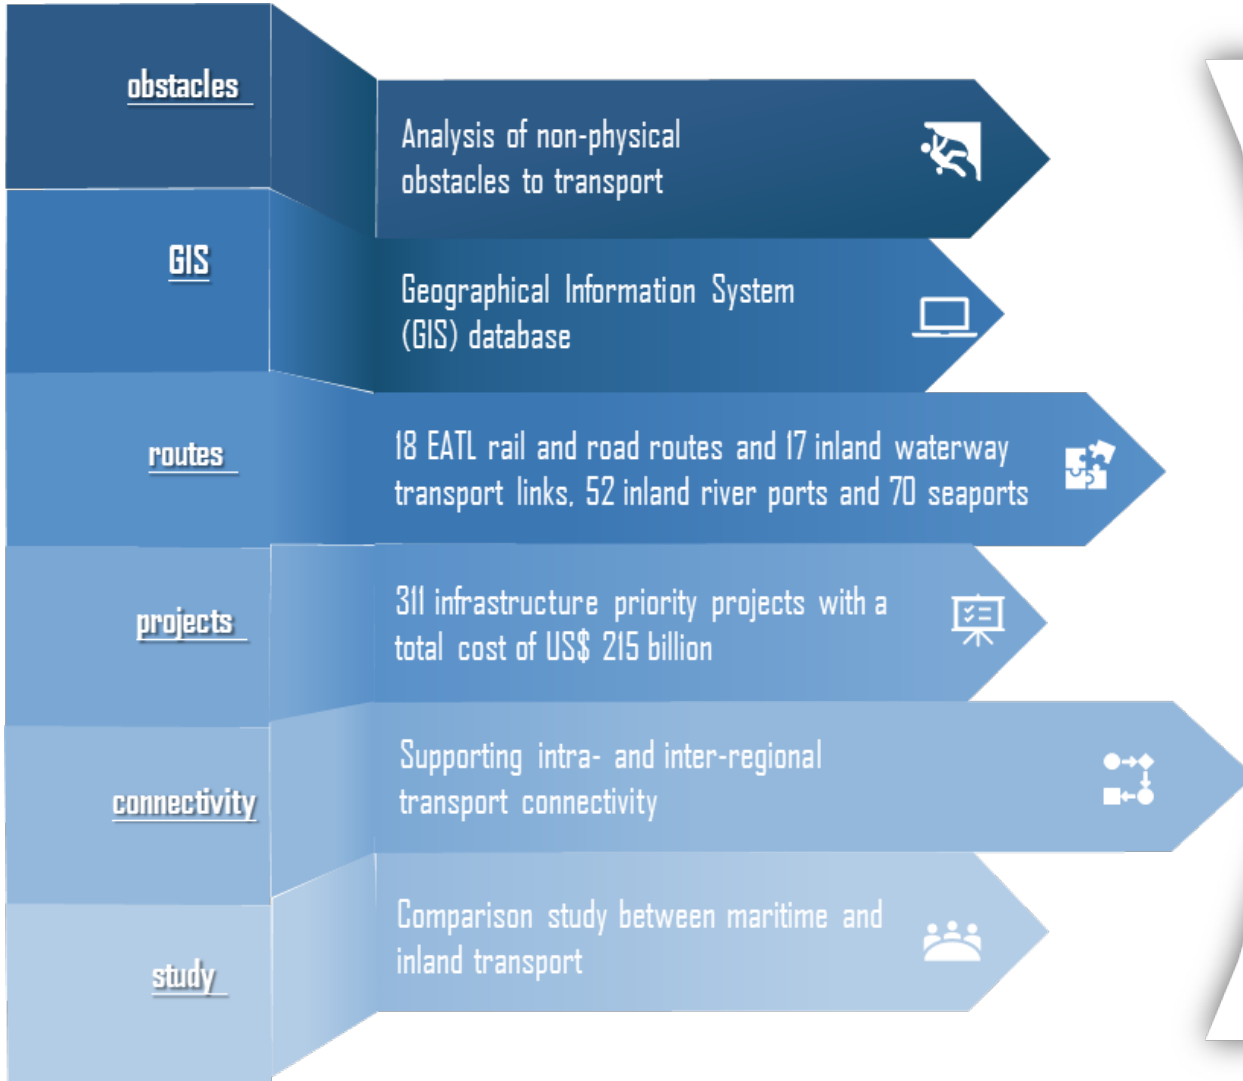 obstacles
Analysis of non-physical
obstacles to transport
GIS
Geographical Information System
(GIS) database
routes
18 EATL rail and road routes and 17 inland waterway
transport links, 52 inland river ports and 70 seaports
projects
311 infrastructure priority projects with a
total cost of US$ 215 billion
connectivity
Supporting intra- and inter-regional
transport connectivity
study
Comparison study between maritime and
inland transport